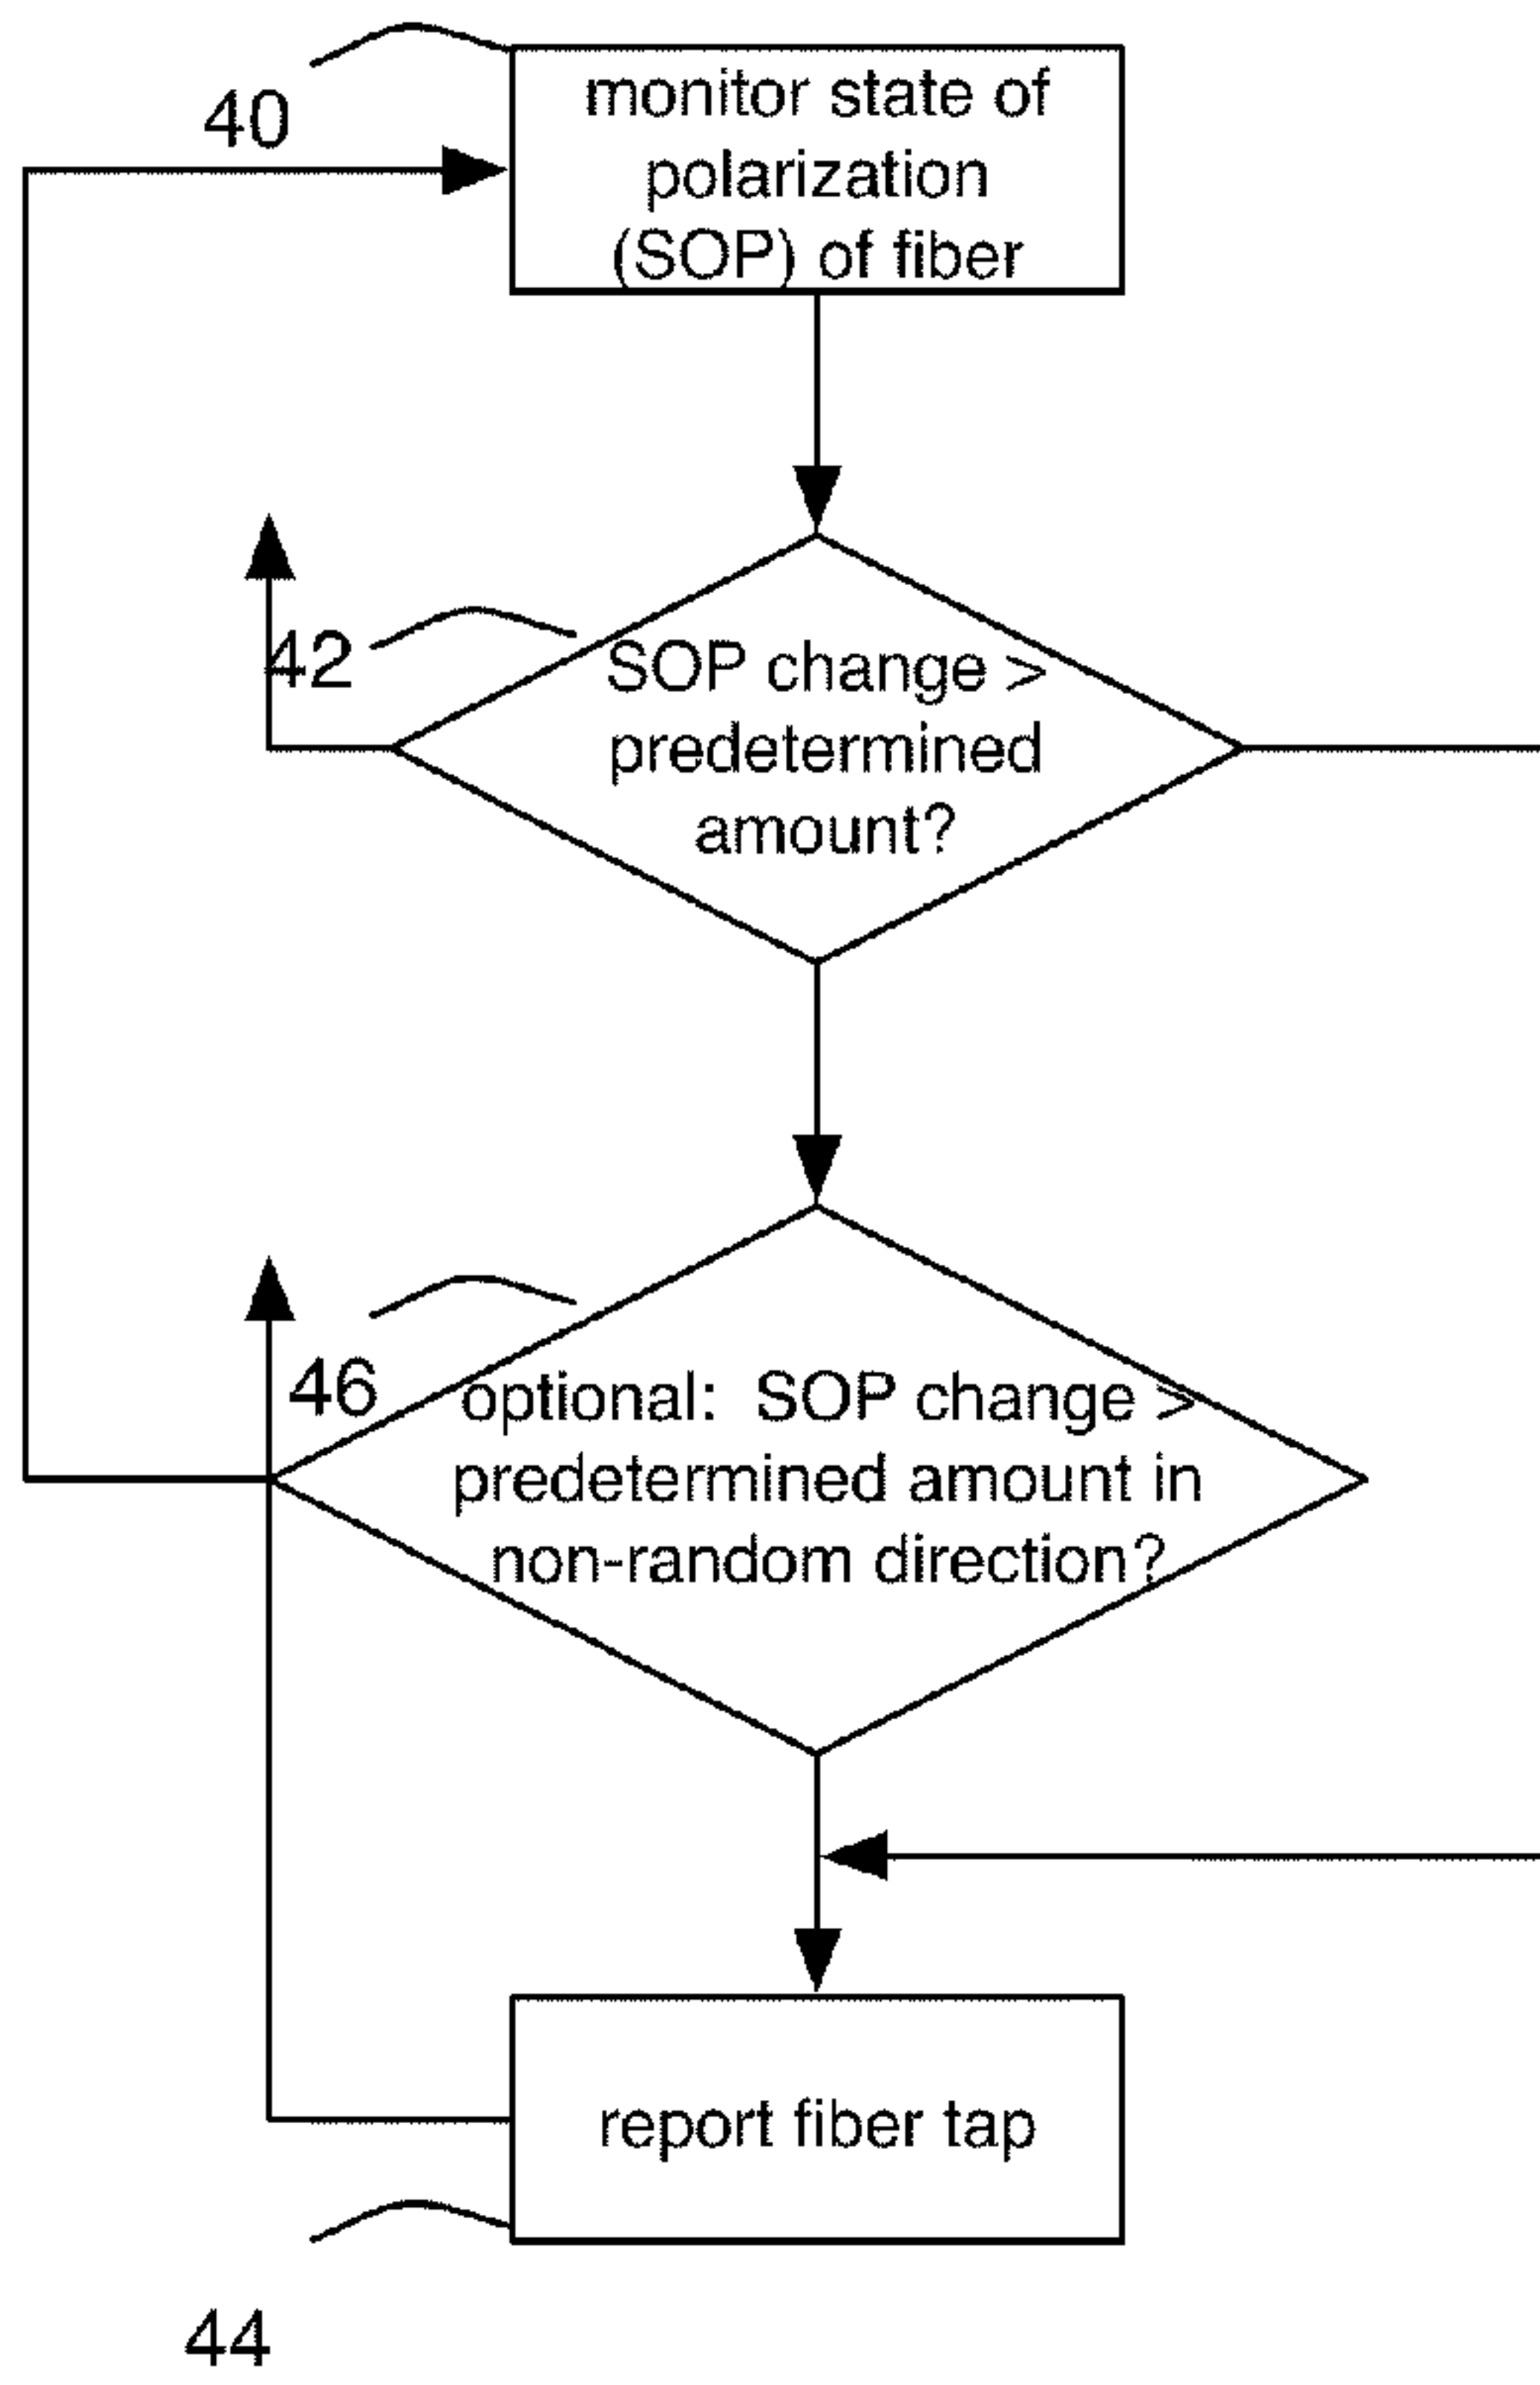 40
monitor state of
polarization
(SOP) of fiber
42
SOP change >
predetermined
amount?
46
optional: SOP change >
predetermined amount in
non-random direction?
report fiber tap
44